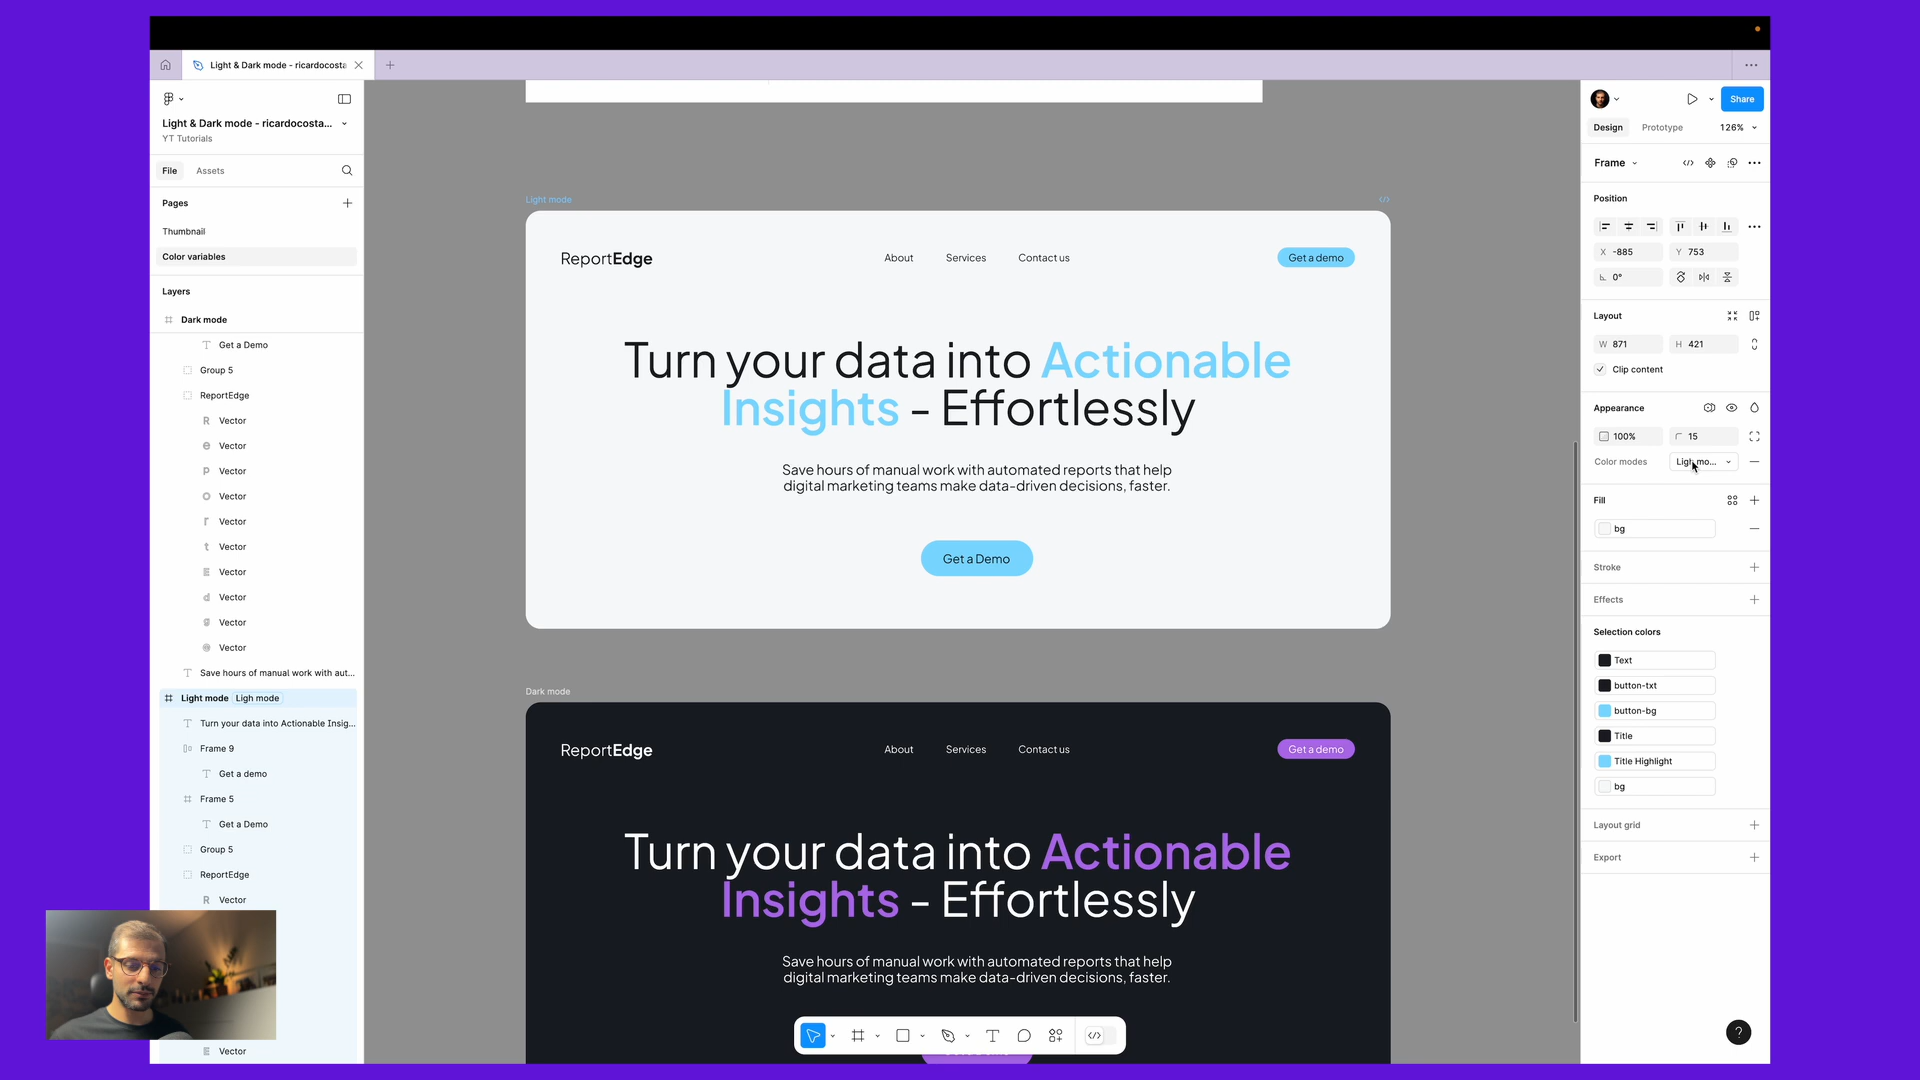 Light & Dark mode - ricardocosta
Light & Dark mode - ricardocosta...
YT Tutorials
File
Assets
Pages
Thumbnail
Color variables
Layers
Dark mode
Get a Demo
Group 5
ReportEdge
Vector
Vector
Vector
Vector
Vector
Vector
Vector
Vector
Vector
Vector
Save hours of manual work with aut...
Light mode Ligh mode
Turn your data into Actionable Insig...
Frame 9
Get a demo
Frame 5
Get a Demo
Group 5
ReportEdge
Vector
Vector
Light mode
ReportEdge
About
Services
Contact us
Get a demo
Turn your data into Actionable
Insights - Effortlessly
Save hours of manual work with automated reports that help
digital marketing teams make data-driven decisions, faster.
Get a Demo
Dark mode
ReportEdge
About
Services
Contact us
Get a demo
Turn your data into Actionable
Insights - Effortlessly
Save hours of manual work with automated reports that help
digital marketing teams make data-driven decisions, faster.
Share
Design
Prototype
126%
Frame
Position
X -885
Y 753
0°
Layout
W 871
H 421
Clip content
Appearance
100%
15
Color modes
Ligh mo...
Fill
bg
Stroke
Effects
Selection colors
Text
button-txt
button-bg
Title
Title Highlight
bg
Layout grid
Export
?